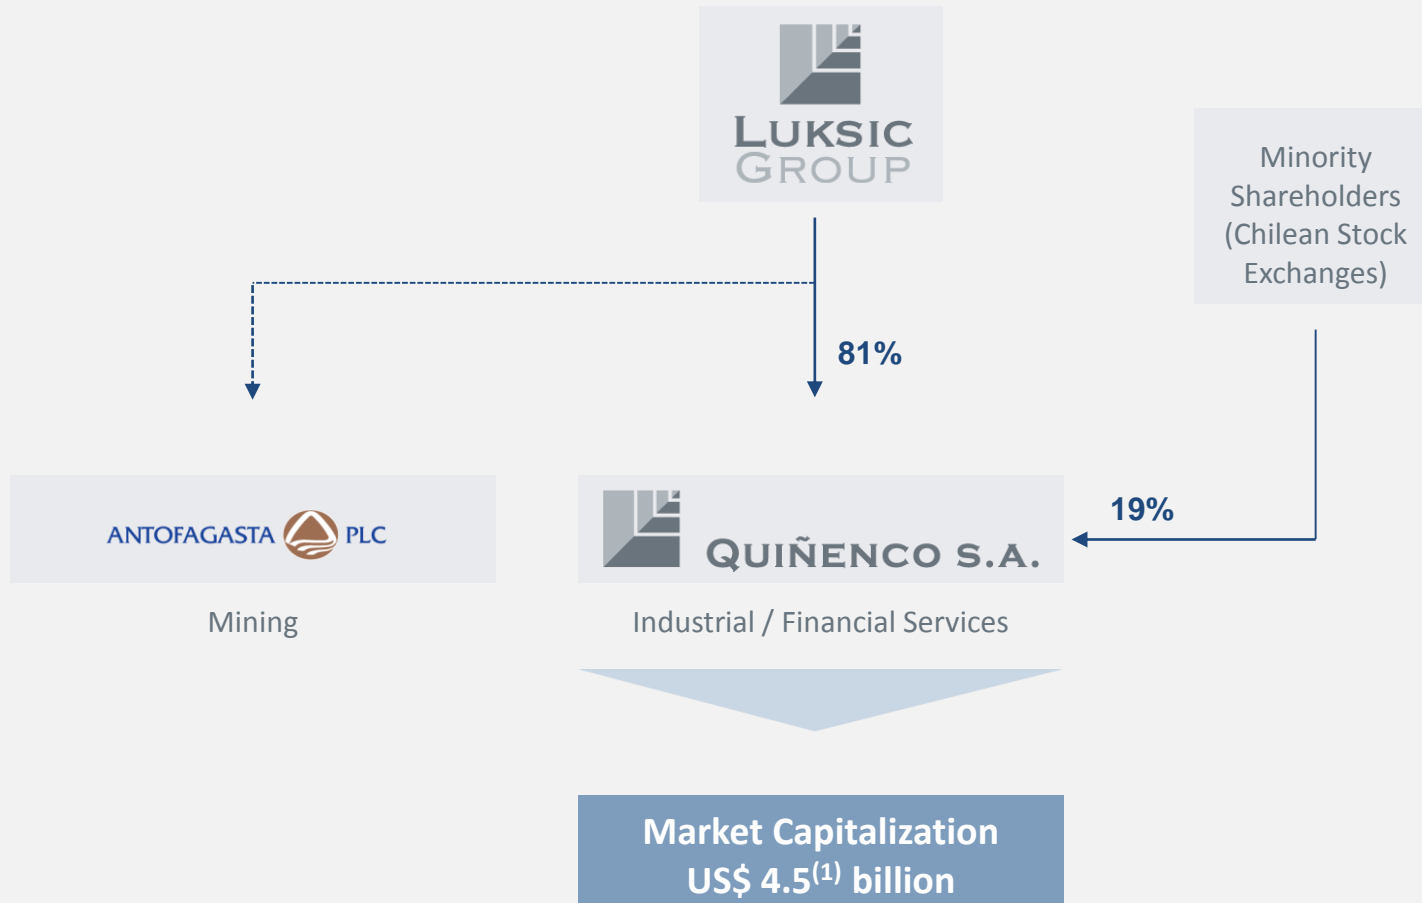 LUKSIC
GROUP
Minority
Shareholders
(Chilean Stock
Exchanges)
81%
ANTOFAGASTA PLC
QUIÑENCO S.A.
19%
Mining
Industrial / Financial Services
Market Capitalization
US$ 4.5(1) billion